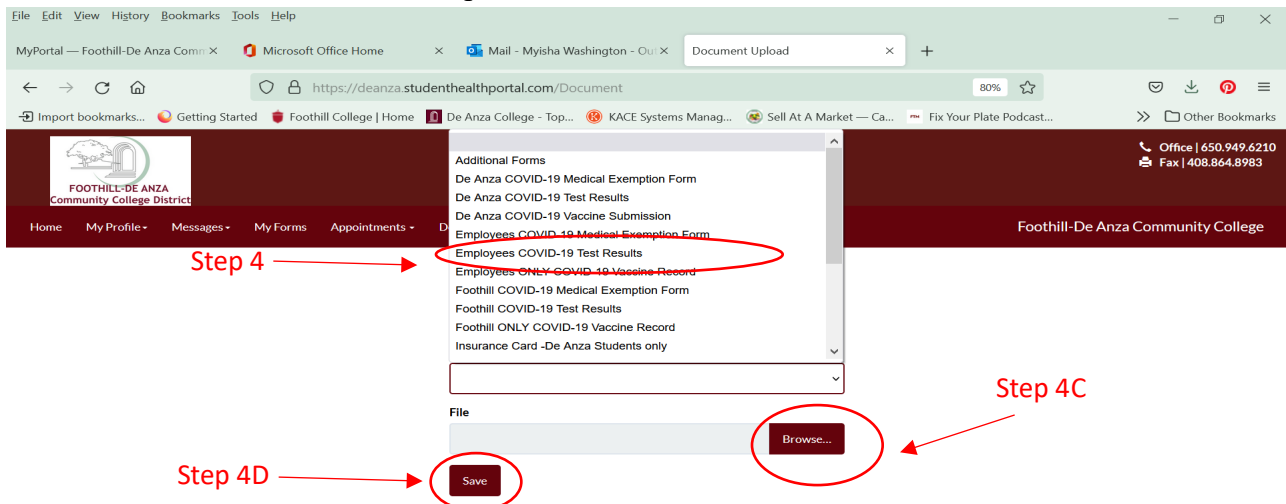 File Edit View History Bookmarks Tools Help
MyPortal — Foothill-De Anza Comm × Microsoft Office Home × Mail - Myisha Washington - Out × Document Upload × +
https://deanza.studenthealthportal.com/Document 80%
Import bookmarks... Getting Started Foothill College | Home De Anza College - Top... KACE Systems Manag... Sell At A Market — Ca... Fix Your Plate Podcast... Other Bookmarks
FOOTHILL-DE ANZA
Community College District
Office | 650.949.6210
Fax | 408.864.8983
Home My Profile Messages My Forms Appointments D
Foothill-De Anza Community College
Additional Forms
De Anza COVID-19 Medical Exemption Form
De Anza COVID-19 Test Results
De Anza COVID-19 Vaccine Submission
Employees COVID-19 Medical Exemption Form
Step 4
Employees COVID-19 Test Results
Employees ONLY COVID-19 Vaccine Record
Foothill COVID-19 Medical Exemption Form
Foothill COVID-19 Test Results
Foothill ONLY COVID-19 Vaccine Record
Insurance Card -De Anza Students only
Step 4C
File
Browse...
Step 4D
Save